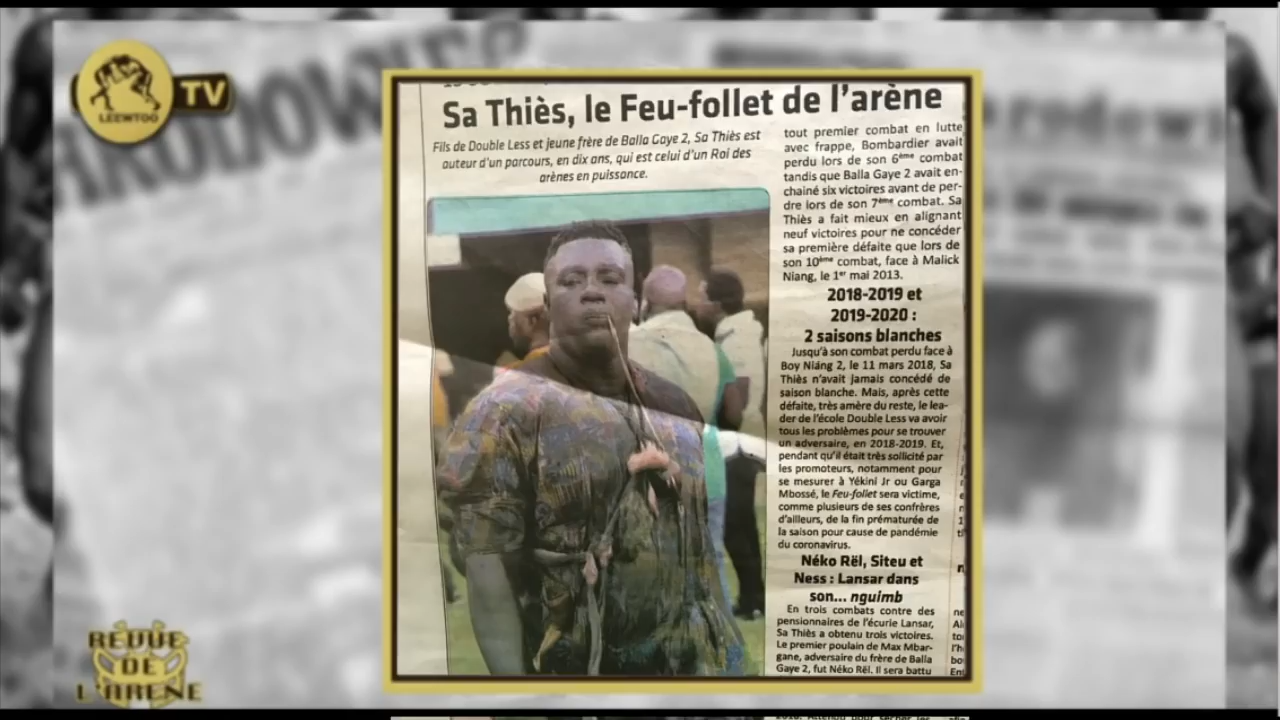 LEEWTOO
TV
Sa Thiès, le Feu-follet de l'arène
Fils de Double Less et jeune frère de Balla Gaye 2, Sa Thiès est
auteur d'un parcours, en dix ans, qui est celui d'un Roi des
arènes en puissance.
tout premier combat en lutte
avec frappe, Bombardier avait
perdu lors de son 6ème combat
tandis que Balla Gaye 2 avait en-
chainé six victoires avant de per-
dre lors de son 7ème combat. Sa
Thiès a fait mieux en alignant
neuf victoires pour ne concéder
sa première défaite que lors de
son 10ème combat, face à Malick
Niang, le 1er mai 2013.
2018-2019 et
2019-2020 :
2 saisons blanches
Jusqu'à son combat perdu face à
Boy Niang 2, le 11 mars 2018, Sa
Thiès n'avait jamais concédé de
saison blanche. Mais, après cette
défaite, très amère du reste, le lea-
der de l'école Double Less va avoir
tous les problèmes pour se trouver
un adversaire, en 2018-2019. Et,
pendant qu'il était très sollicité par
les promoteurs, notamment pour
se mesurer à Yékini Jr ou Garga
Mbossé, le Feu-follet sera victime,
comme plusieurs de ses confrères
d'ailleurs, de la fin prématurée de
la saison pour cause de pandémie
du coronavirus.
Néko Rël, Siteu et
Ness : Lansar dans
son... nguimb
En trois combats contre des
pensionnaires de l'écurie Lansar,
Sa Thiès a obtenu trois victoires.
Le premier poulain de Max Mbar-
gane, adversaire du frère de Balla
Gaye 2, fut Néko Rël. Il sera battu
REVUE
DE
L'ARENE